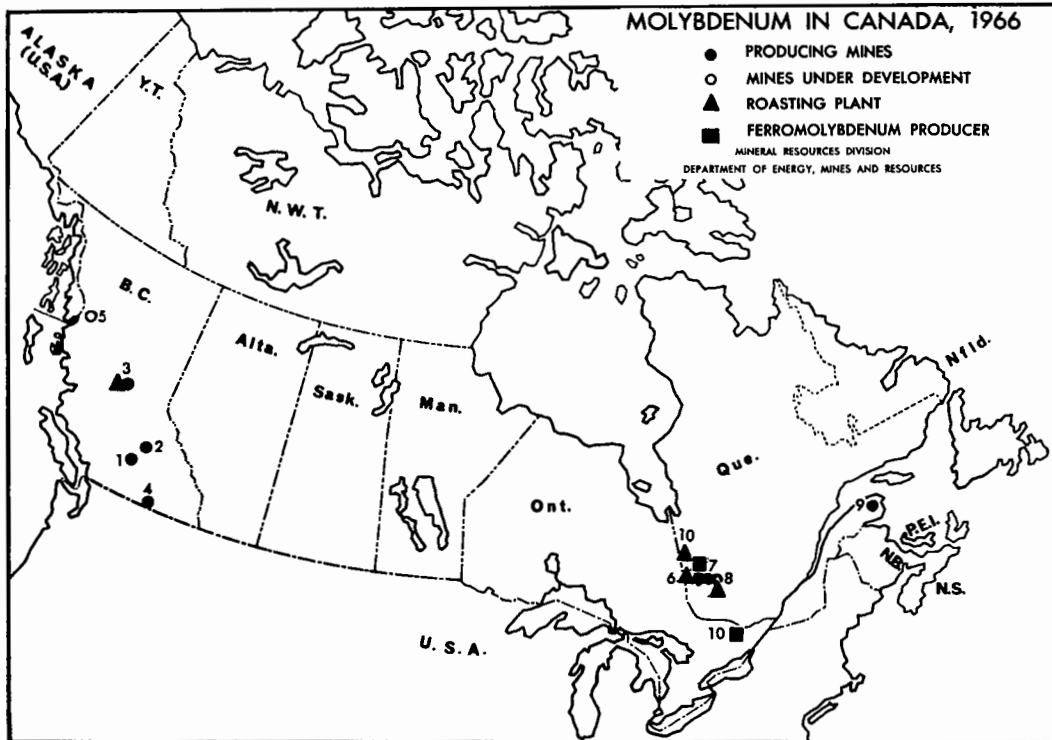 MOLYBDENUM IN CANADA, 1966
PRODUCING MINES
MINES UNDER DEVELOPMENT
ROASTING PLANT
FERROMOLYBDENUM PRODUCER
MINERAL RESOURCES DIVISION
DEPARTMENT OF ENERGY, MINES AND RESOURCES
ALASKA
(U.S.A)
Y.T.
N.W.T.
B.C.
5
Alta.
Sask.
Man.
3
2
1
4
Ont.
Que.
Nfld.
9
P.E.I.
N.B.
N.S.
10
7
6
8
10
U.S.A.